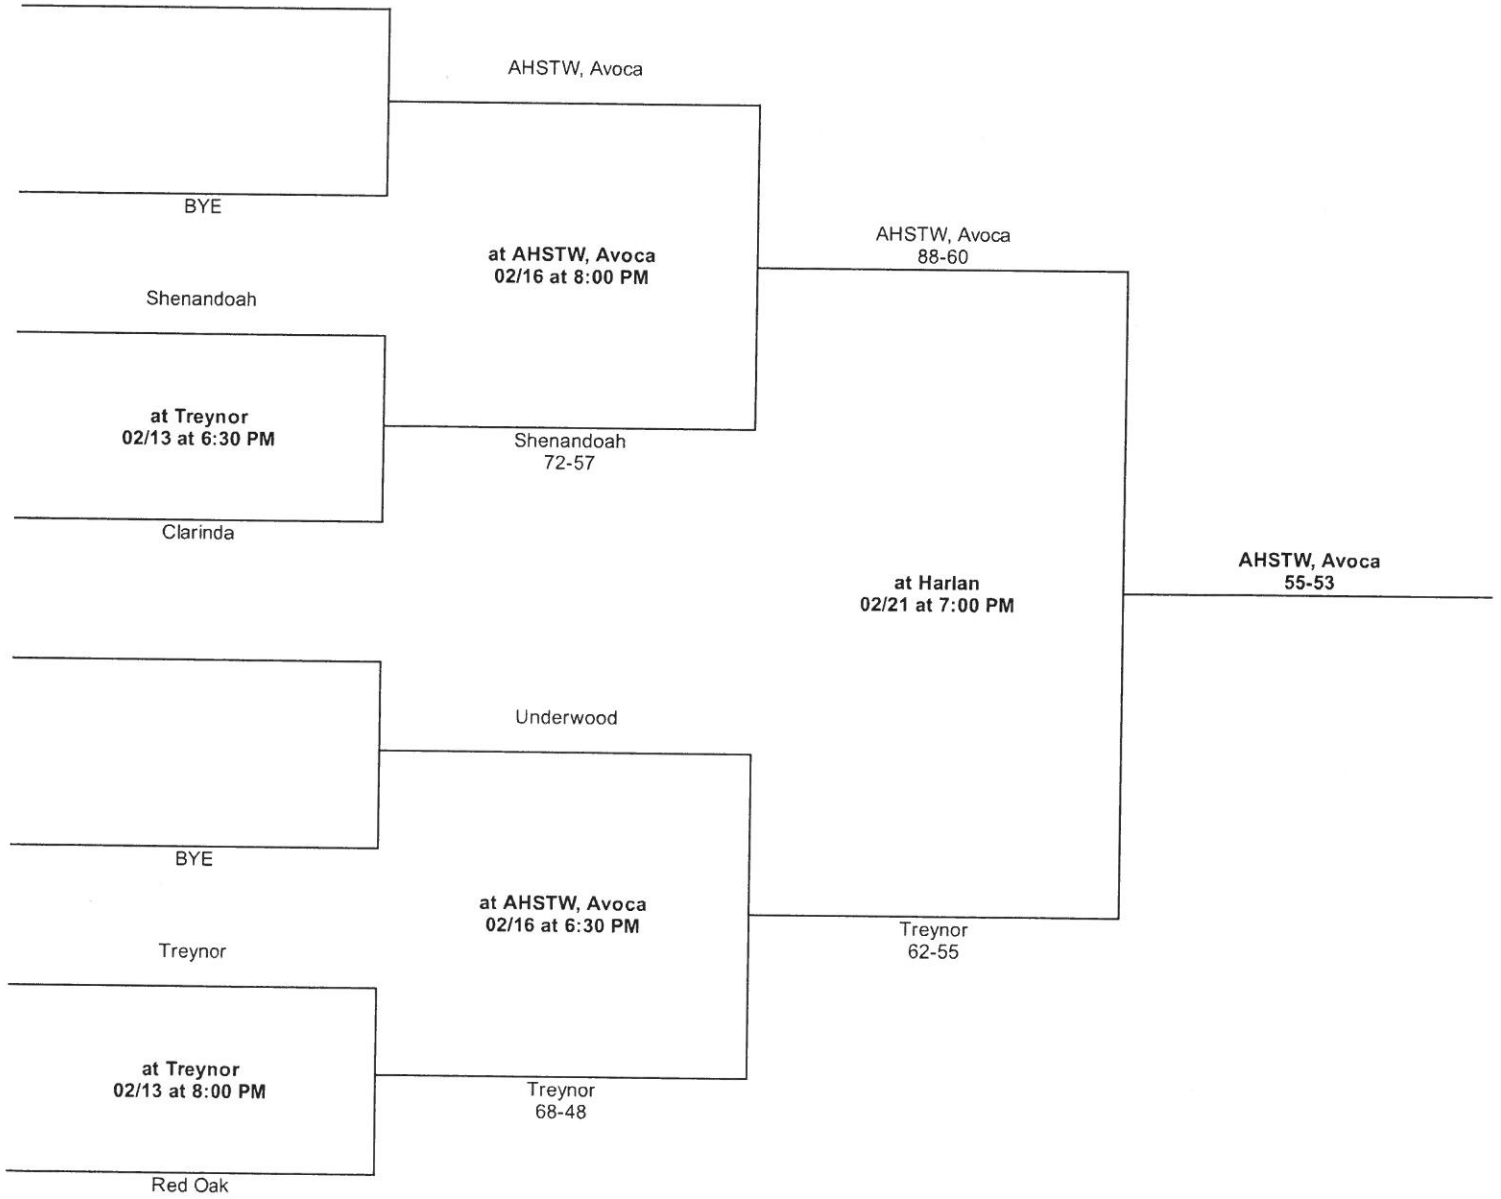 AHSTW, Avoca
BYE
at AHSTW, Avoca
02/16 at 8:00 PM
AHSTW, Avoca
88-60
Shenandoah
at Treynor
02/13 at 6:30 PM
Shenandoah
72-57
Clarinda
at Harlan
02/21 at 7:00 PM
AHSTW, Avoca
55-53
Underwood
BYE
at AHSTW, Avoca
02/16 at 6:30 PM
Treynor
62-55
Treynor
at Treynor
02/13 at 8:00 PM
Treynor
68-48
Red Oak